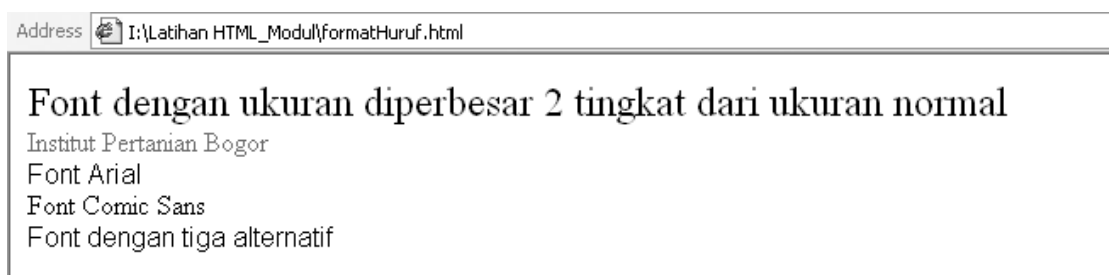 Address I:\Latihan HTML_Modul\formatHuruf.html
Font dengan ukuran diperbesar 2 tingkat dari ukuran normal
Institut Pertanian Bogor
Font Arial
Font Comic Sans
Font dengan tiga alternatif